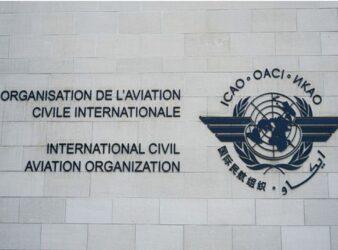 ORGANISATION DE L'AVIATION
CIVILE INTERNATIONALE
INTERNATIONAL CIVIL
AVIATION ORGANIZATION
ICAO • OACI • ИКАО
国际民航组织 • إيكاو